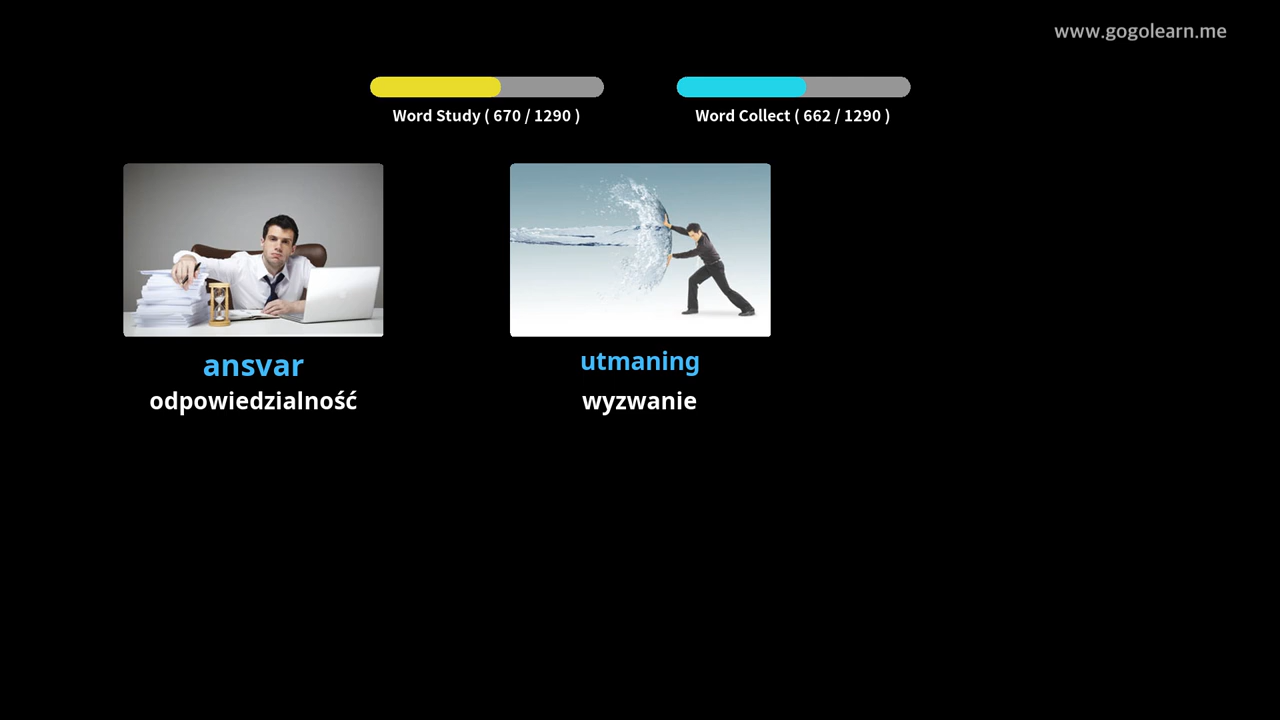 www.gogolearn.me
Word Study ( 670 / 1290 )
Word Collect ( 662 / 1290 )
ansvar
odpowiedzialność
utmaning
wyzwanie